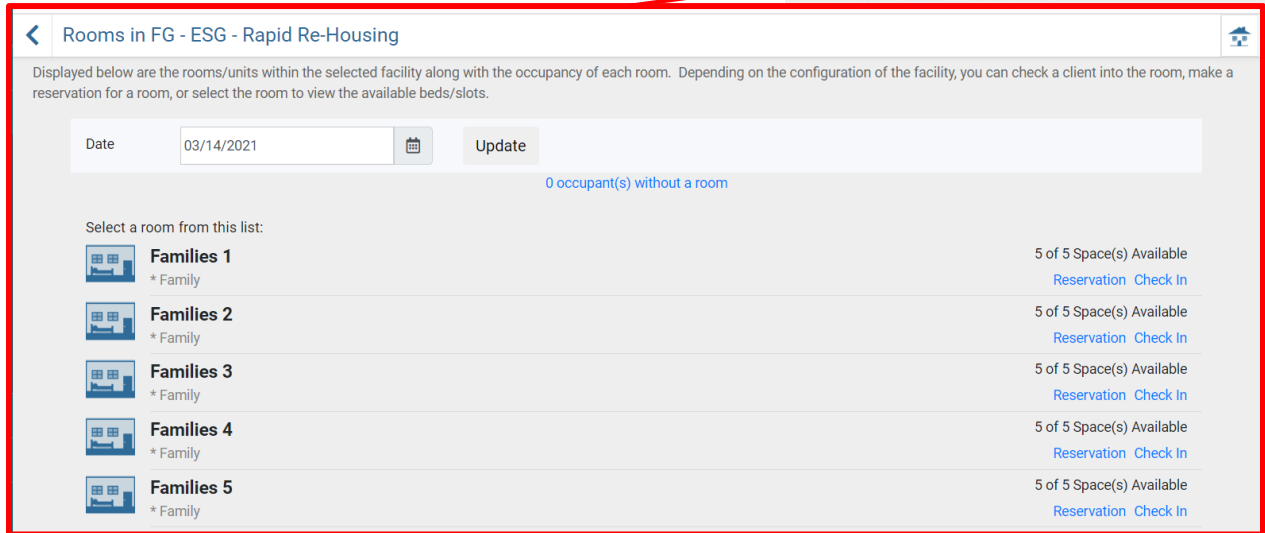 Rooms in FG - ESG - Rapid Re-Housing
Displayed below are the rooms/units within the selected facility along with the occupancy of each room. Depending on the configuration of the facility, you can check a client into the room, make a
reservation for a room, or select the room to view the available beds/slots.
Date 03/14/2021 Update
0 occupant(s) without a room
Select a room from this list:
Families 1 5 of 5 Space(s) Available
* Family Reservation Check In
Families 2 5 of 5 Space(s) Available
* Family Reservation Check In
Families 3 5 of 5 Space(s) Available
* Family Reservation Check In
Families 4 5 of 5 Space(s) Available
* Family Reservation Check In
Families 5 5 of 5 Space(s) Available
* Family Reservation Check In